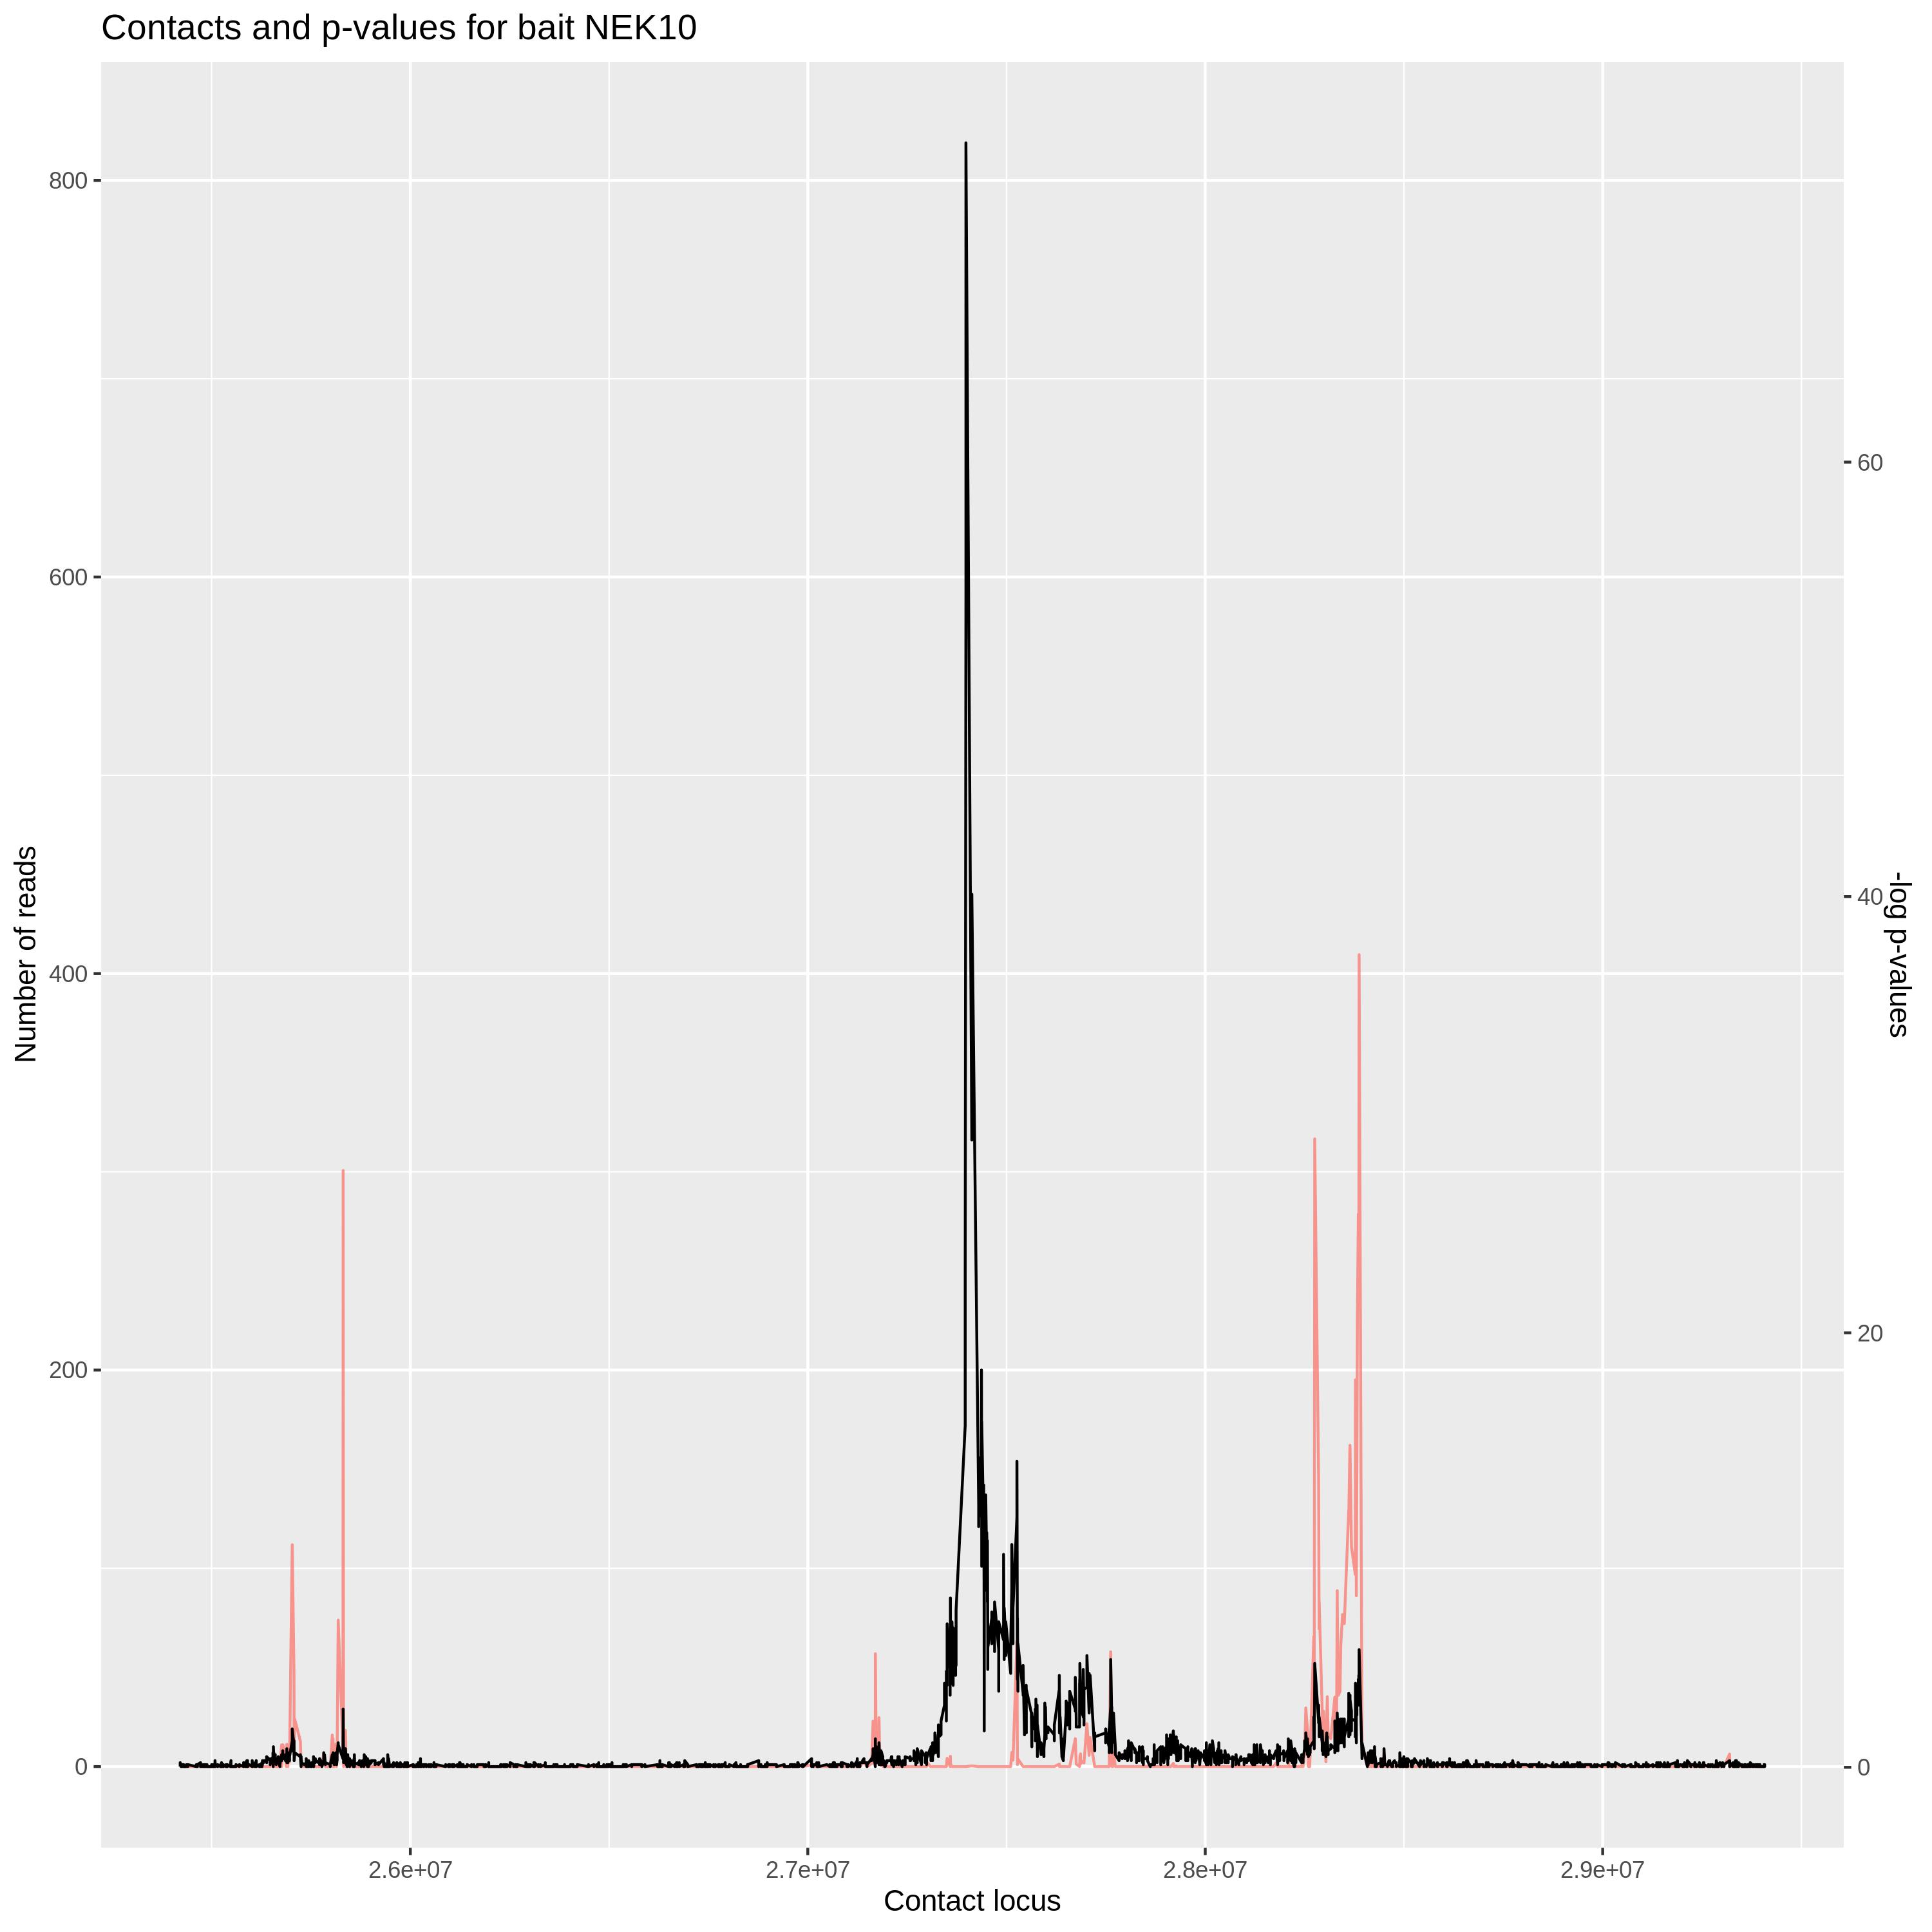 Contacts and p-values for bait NEK10
800
600
400
200
0
Number of reads
60
40
20
0
-log p-values
2.6e+07
2.7e+07
2.8e+07
2.9e+07
Contact locus